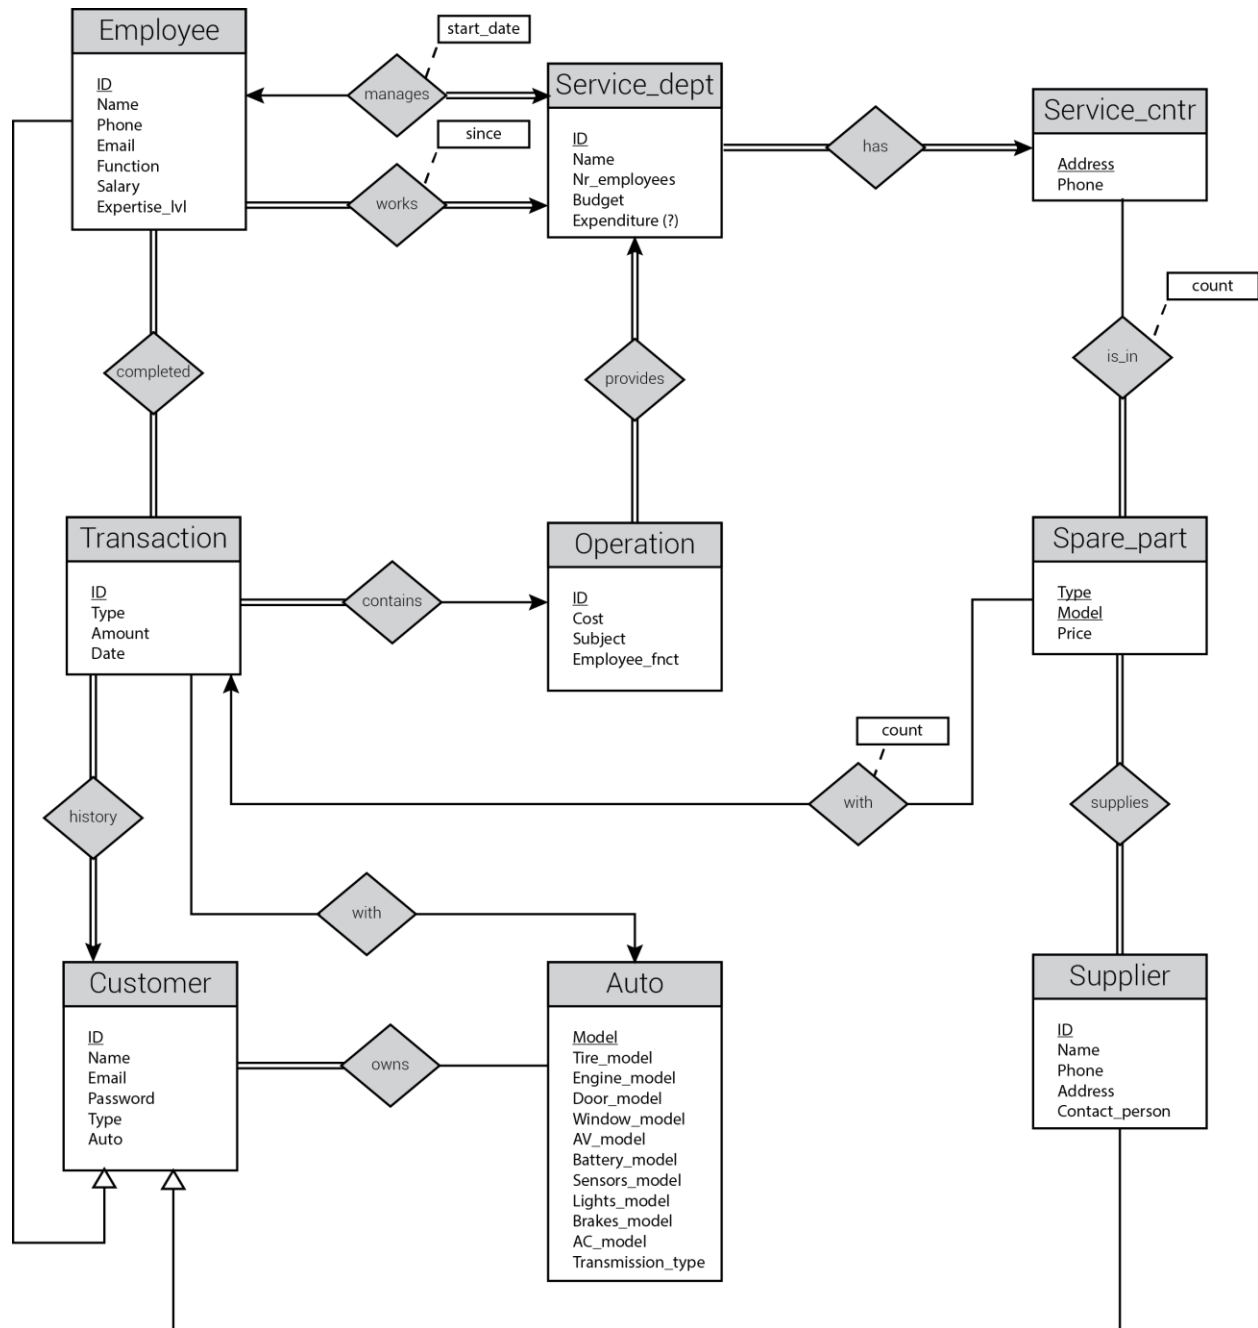 Employee
ID
Name
Phone
Email
Function
Salary
Expertise_lvl
start_date
manages
since
works
Service_dept
ID
Name
Nr_employees
Budget
Expenditure (?)
has
Service_cntr
Address
Phone
count
is_in
completed
provides
Transaction
ID
Type
Amount
Date
contains
Operation
ID
Cost
Subject
Employee_fnct
Spare_part
Type
Model
Price
count
with
supplies
history
with
Customer
ID
Name
Email
Password
Type
Auto
owns
Auto
Model
Tire_model
Engine_model
Door_model
Window_model
AV_model
Battery_model
Sensors_model
Lights_model
Brakes_model
AC_model
Transmission_type
Supplier
ID
Name
Phone
Address
Contact_person